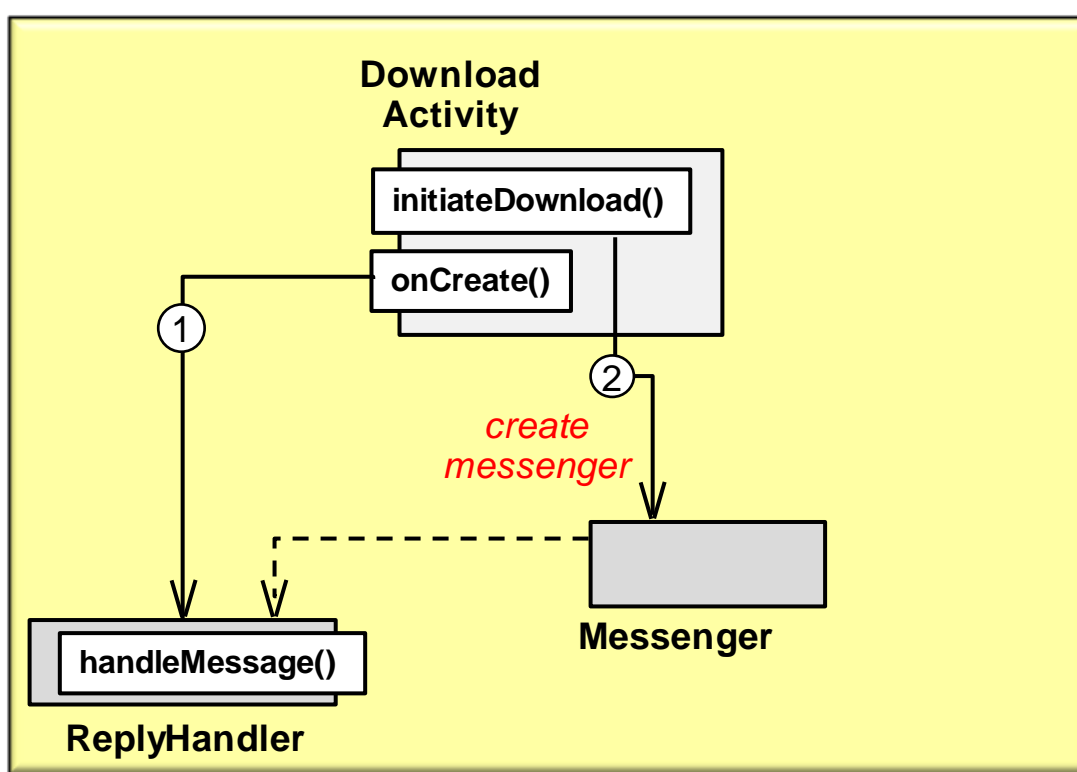 Download
Activity
initiateDownload()
onCreate()
1
2
create
messenger
Messenger
handleMessage()
ReplyHandler